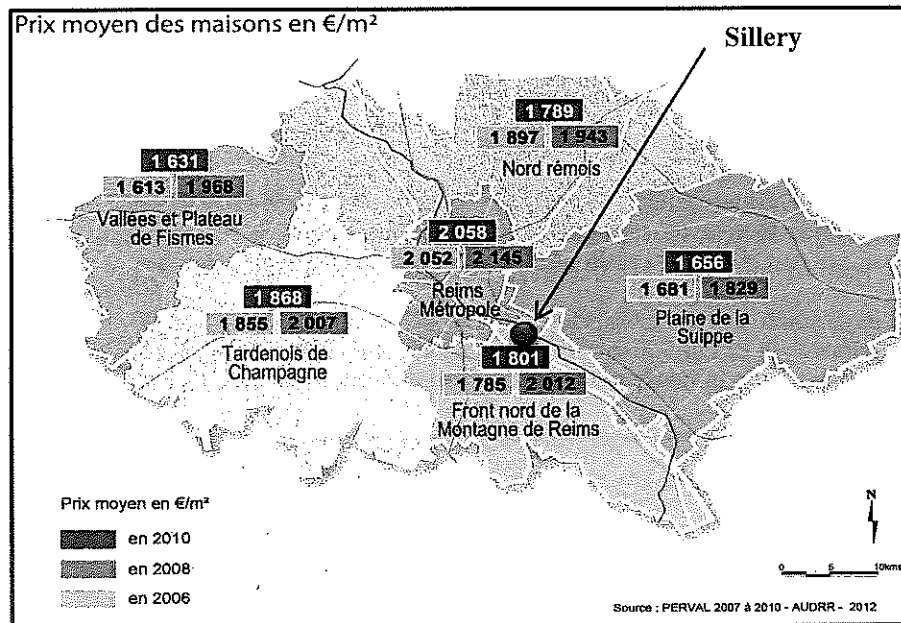 Prix moyen des maisons en €/m²
Sillery
1 789
1 897 1 943
Nord rémois
1 631
1 613 1 968
Vallées et Plateau
de Fismes
2 058
2 052 2 145
Reims
Métropole
1 656
1 681 1 829
Plaine de la
Suippe
1 868
1 855 2 007
Tardenois de
Champagne
1 801
1 785 2 012
Front nord de la
Montagne de Reims
Prix moyen en €/m²
en 2010
en 2008
en 2006
N
0 5 10kms
Source : PERVAL 2007 à 2010 - AUDRR - 2012